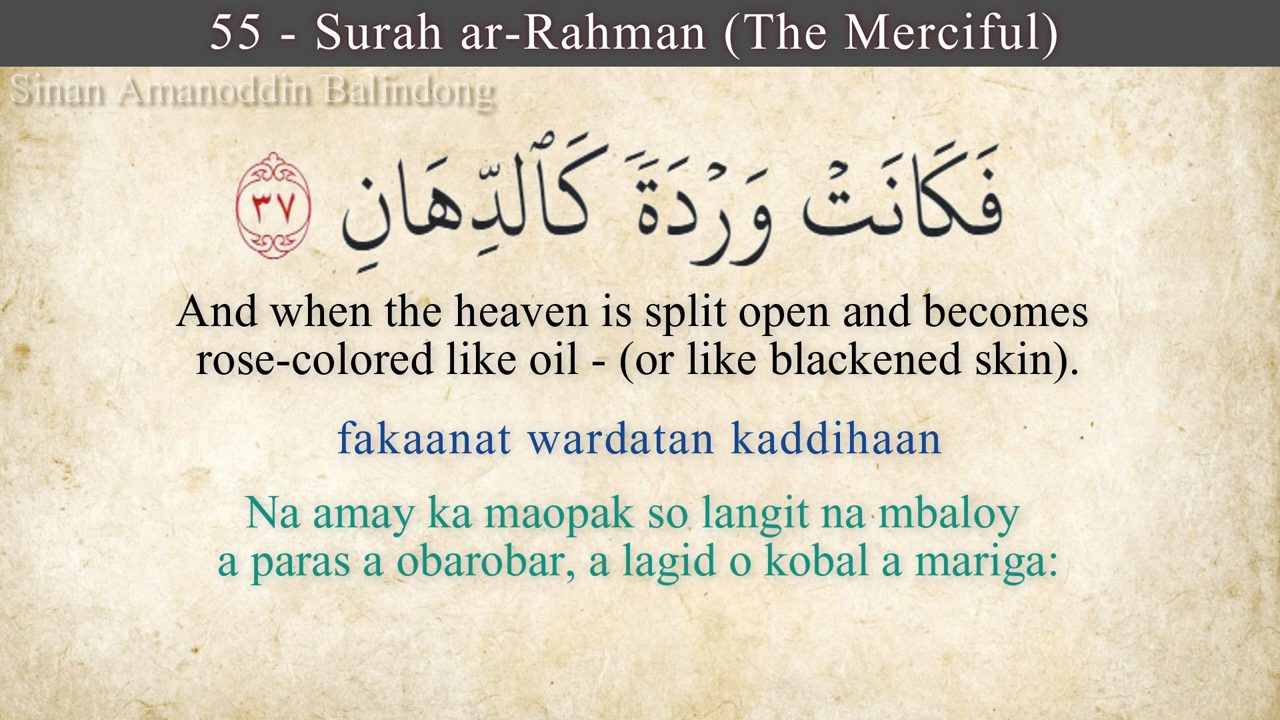 55 - Surah ar-Rahman (The Merciful)
Sinan Amanoddin Balindong
فَكَانَتْ وَرْدَةً كَٱلدِّهَانِ ٣٧
And when the heaven is split open and becomes
rose-colored like oil - (or like blackened skin).
fakaanat wardatan kaddihaan
Na amay ka maopak so langit na mbaloy
a paras a obarobar, a lagid o kobal a mariga: